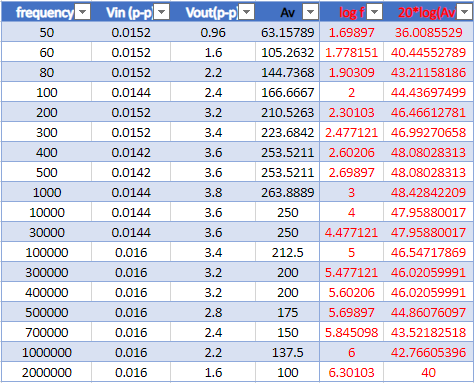 frequency Vin (p-p) Vout(p-p) Av log f 20*log(Av
50 0.0152 0.96 63.15789 1.69897 36.0085529
60 0.0152 1.6 105.2632 1.778151 40.44552789
80 0.0152 2.2 144.7368 1.90309 43.21158186
100 0.0144 2.4 166.6667 2 44.43697499
200 0.0152 3.2 210.5263 2.30103 46.46612781
300 0.0152 3.4 223.6842 2.477121 46.99270658
400 0.0142 3.6 253.5211 2.60206 48.08028313
500 0.0142 3.6 253.5211 2.69897 48.08028313
1000 0.0144 3.8 263.8889 3 48.42842209
10000 0.0144 3.6 250 4 47.95880017
30000 0.0144 3.6 250 4.477121 47.95880017
100000 0.016 3.4 212.5 5 46.54717869
300000 0.016 3.2 200 5.477121 46.02059991
400000 0.016 3.2 200 5.60206 46.02059991
500000 0.016 2.8 175 5.69897 44.86076097
700000 0.016 2.4 150 5.845098 43.52182518
1000000 0.016 2.2 137.5 6 42.76605396
2000000 0.016 1.6 100 6.30103 40